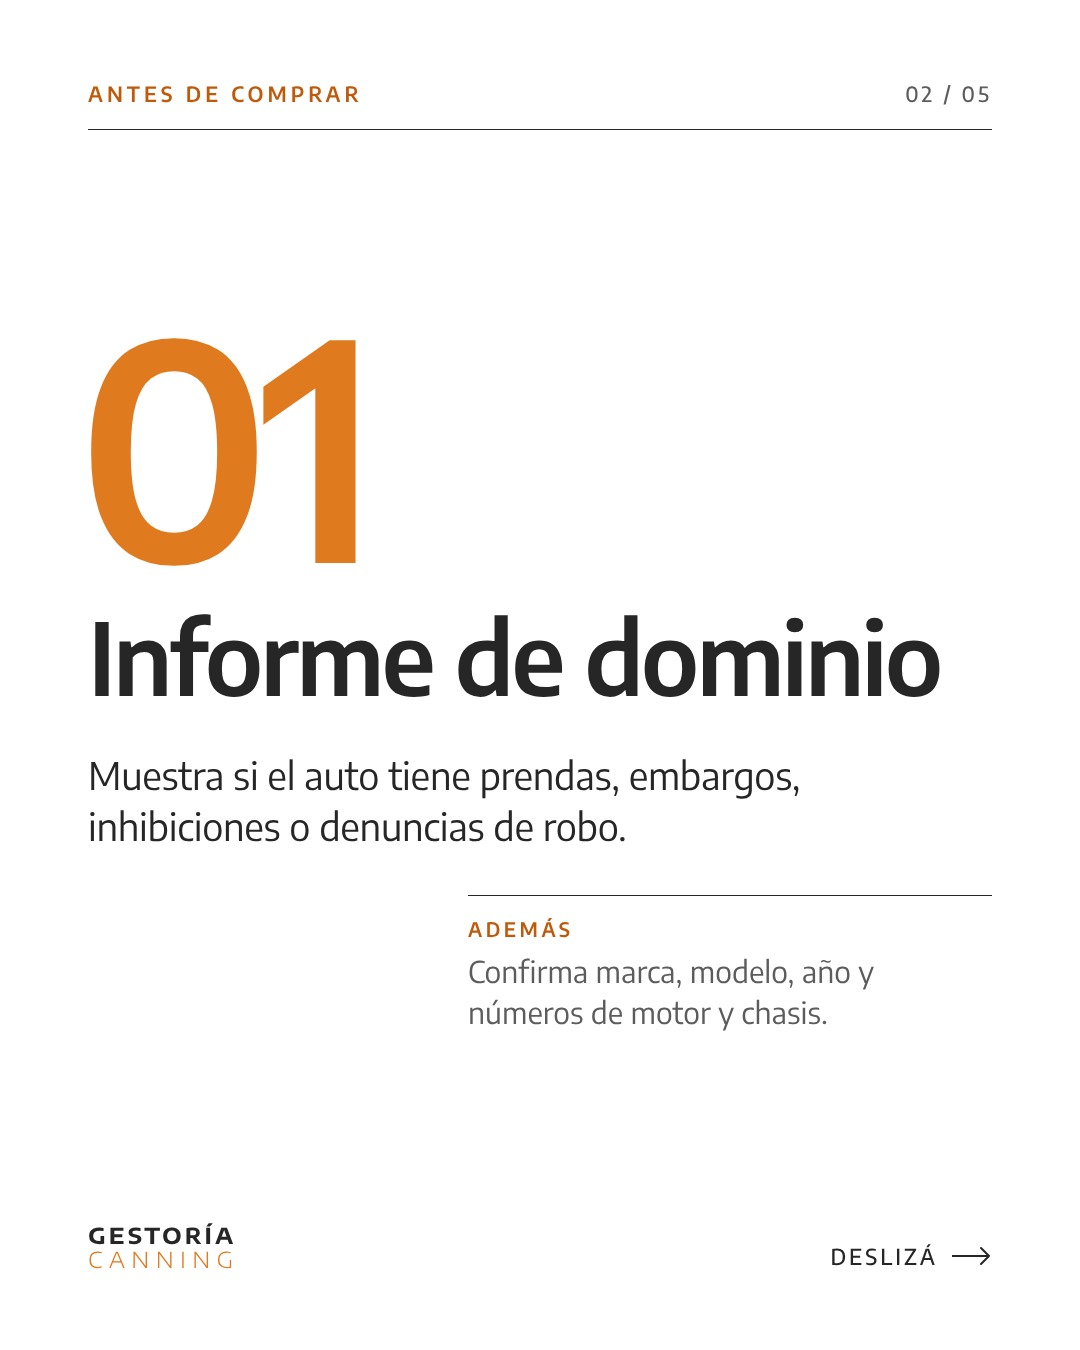 ANTES DE COMPRAR
02 / 05
01
Informe de dominio
Muestra si el auto tiene prendas, embargos,
inhibiciones o denuncias de robo.
ADEMÁS
Confirma marca, modelo, año y
números de motor y chasis.
GESTORÍA
CANNING
DESLIZÁ